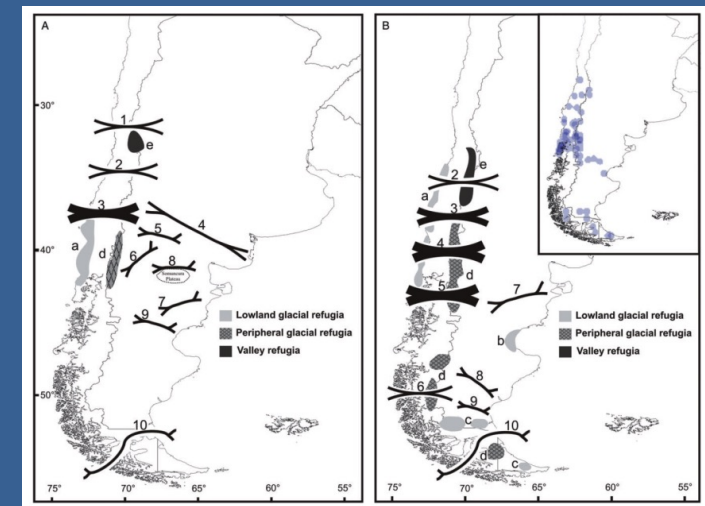 A
30°
1
e
2
3
4
5
a
d
6
8
40°
Somuncura
Plateau
7
9
Lowland glacial refugia
Peripheral glacial refugia
Valley refugia
50°
10
75°
70°
65°
60°
55°
B
e
2
a
3
4
d
5
7
Lowland glacial refugia
Peripheral glacial refugia
Valley refugia
b
d
8
6
9
c
10
d
c
75°
70°
65°
60°
55°